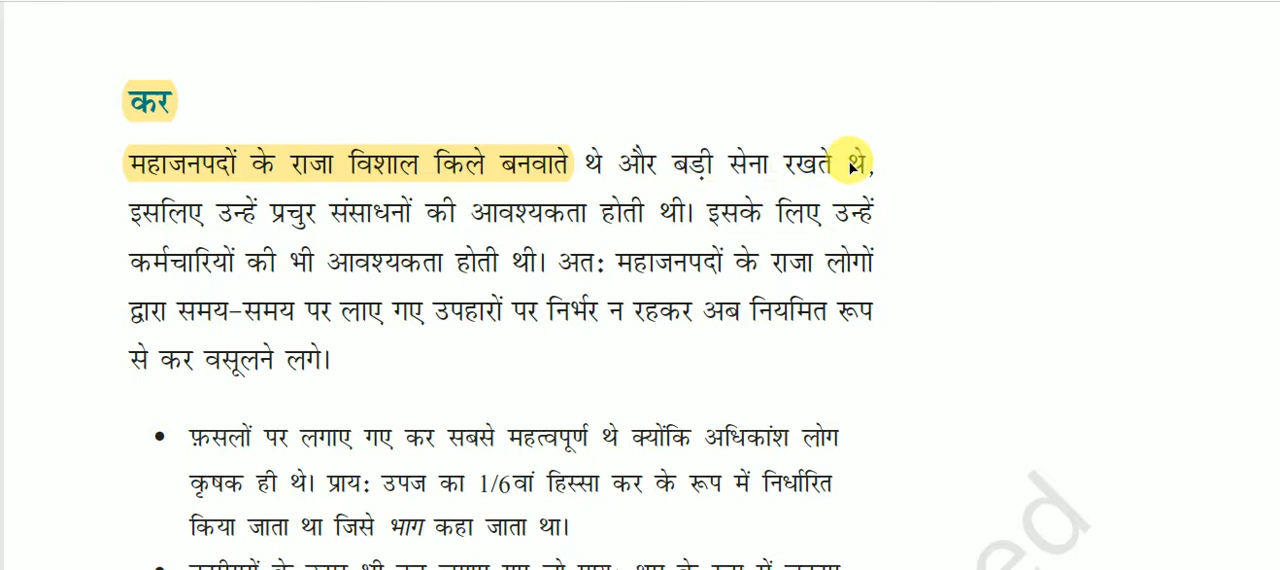 कर
महाजनपदों के राजा विशाल किले बनवाते थे और बड़ी सेना रखते थे,
इसलिए उन्हें प्रचुर संसाधनों की आवश्यकता होती थी। इसके लिए उन्हें
कर्मचारियों की भी आवश्यकता होती थी। अत: महाजनपदों के राजा लोगों
द्वारा समय-समय पर लाए गए उपहारों पर निर्भर न रहकर अब नियमित रूप
से कर वसूलने लगे।
• फ़सलों पर लगाए गए कर सबसे महत्वपूर्ण थे क्योंकि अधिकांश लोग
कृषक ही थे। प्राय: उपज का 1/6वां हिस्सा कर के रूप में निर्धारित
किया जाता था जिसे भाग कहा जाता था।
ed